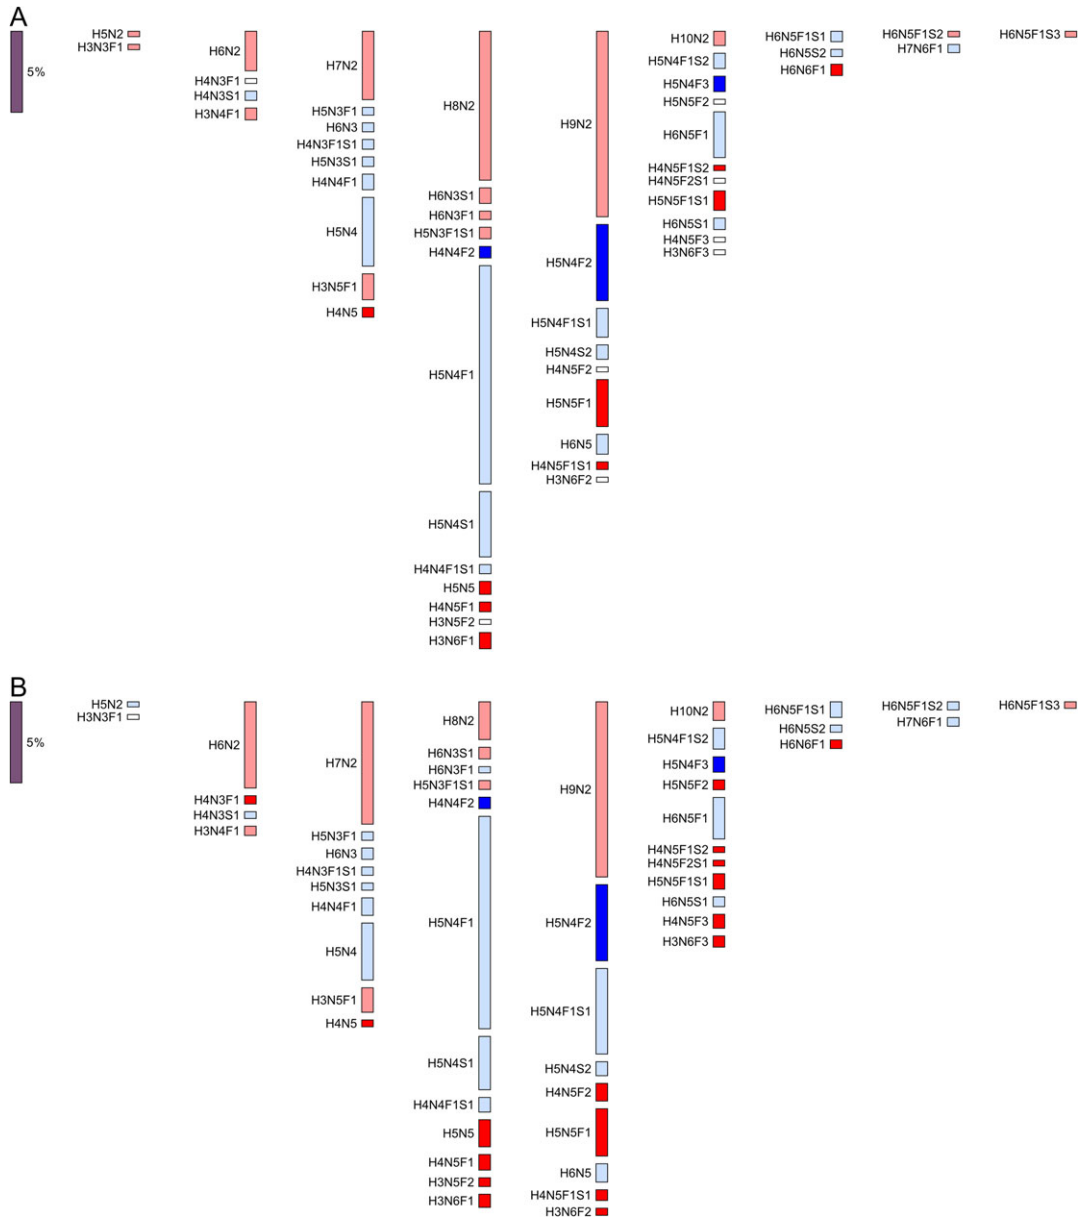 A
5%
H5N2
H3N3F1
H6N2
H4N3F1
H4N3S1
H3N4F1
H7N2
H5N3F1
H6N3
H4N3F1S1
H5N3S1
H4N4F1
H5N4
H3N5F1
H4N5
H8N2
H6N3S1
H6N3F1
H5N3F1S1
H4N4F2
H5N4F1
H5N4S1
H4N4F1S1
H5N5
H4N5F1
H3N5F2
H3N6F1
H9N2
H5N4F2
H5N4F1S1
H5N4S2
H4N5F2
H5N5F1
H6N5
H4N5F1S1
H3N6F2
H10N2
H5N4F1S2
H5N4F3
H5N5F2
H6N5F1
H4N5F1S2
H4N5F2S1
H5N5F1S1
H6N5S1
H4N5F3
H3N6F3
H6N5F1S1
H6N5S2
H6N6F1
H6N5F1S2
H7N6F1
H6N5F1S3
B
5%
H5N2
H3N3F1
H6N2
H4N3F1
H4N3S1
H3N4F1
H7N2
H5N3F1
H6N3
H4N3F1S1
H5N3S1
H4N4F1
H5N4
H3N5F1
H4N5
H8N2
H6N3S1
H6N3F1
H5N3F1S1
H4N4F2
H5N4F1
H5N4S1
H4N4F1S1
H5N5
H4N5F1
H3N5F2
H3N6F1
H9N2
H5N4F2
H5N4F1S1
H5N4S2
H4N5F2
H5N5F1
H6N5
H4N5F1S1
H3N6F2
H10N2
H5N4F1S2
H5N4F3
H5N5F2
H6N5F1
H4N5F1S2
H4N5F2S1
H5N5F1S1
H6N5S1
H4N5F3
H3N6F3
H6N5F1S1
H6N5S2
H6N6F1
H6N5F1S2
H7N6F1
H6N5F1S3